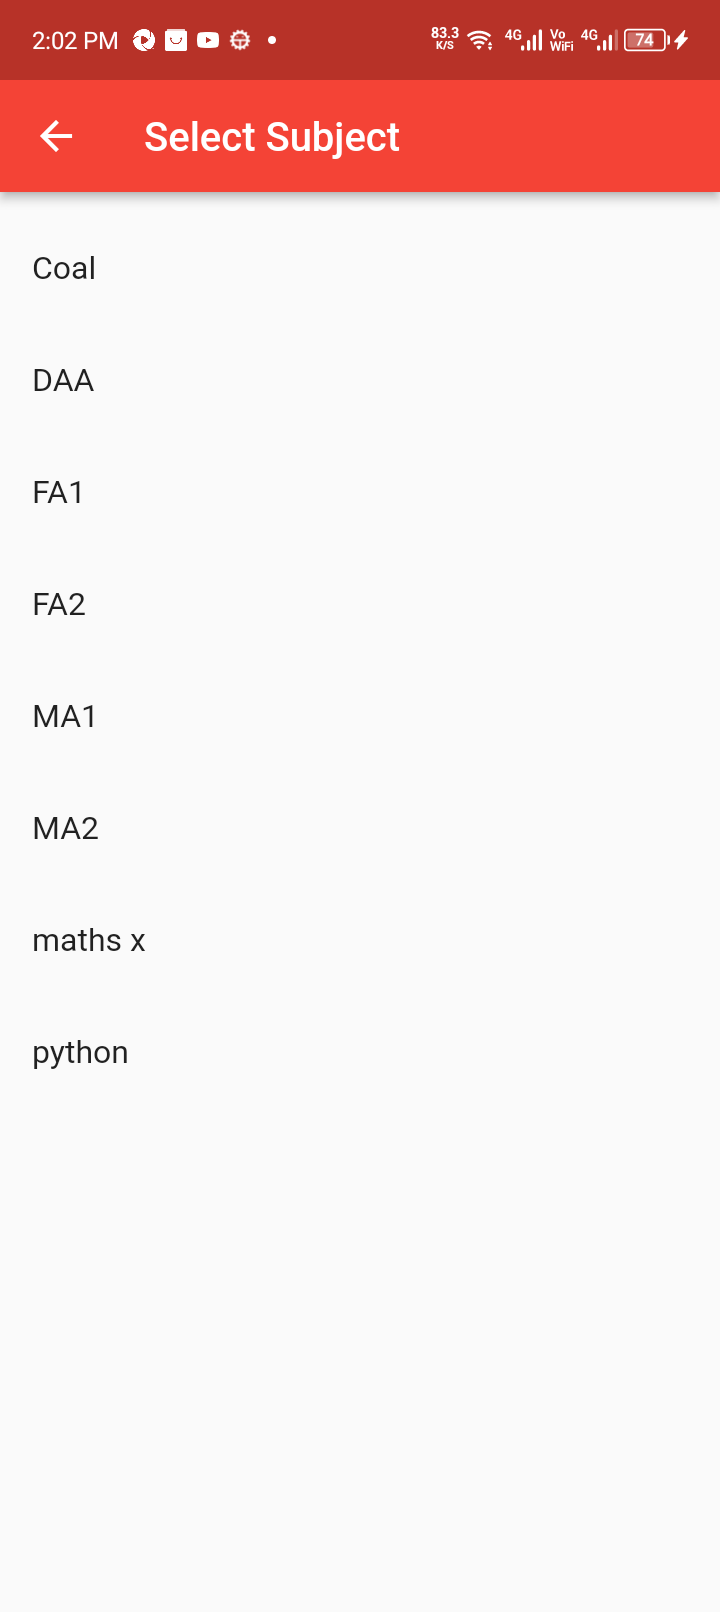 2:02 PM 83.3 K/S 4G Vo WiFi 4G 74
Select Subject
Coal
DAA
FA1
FA2
MA1
MA2
maths x
python